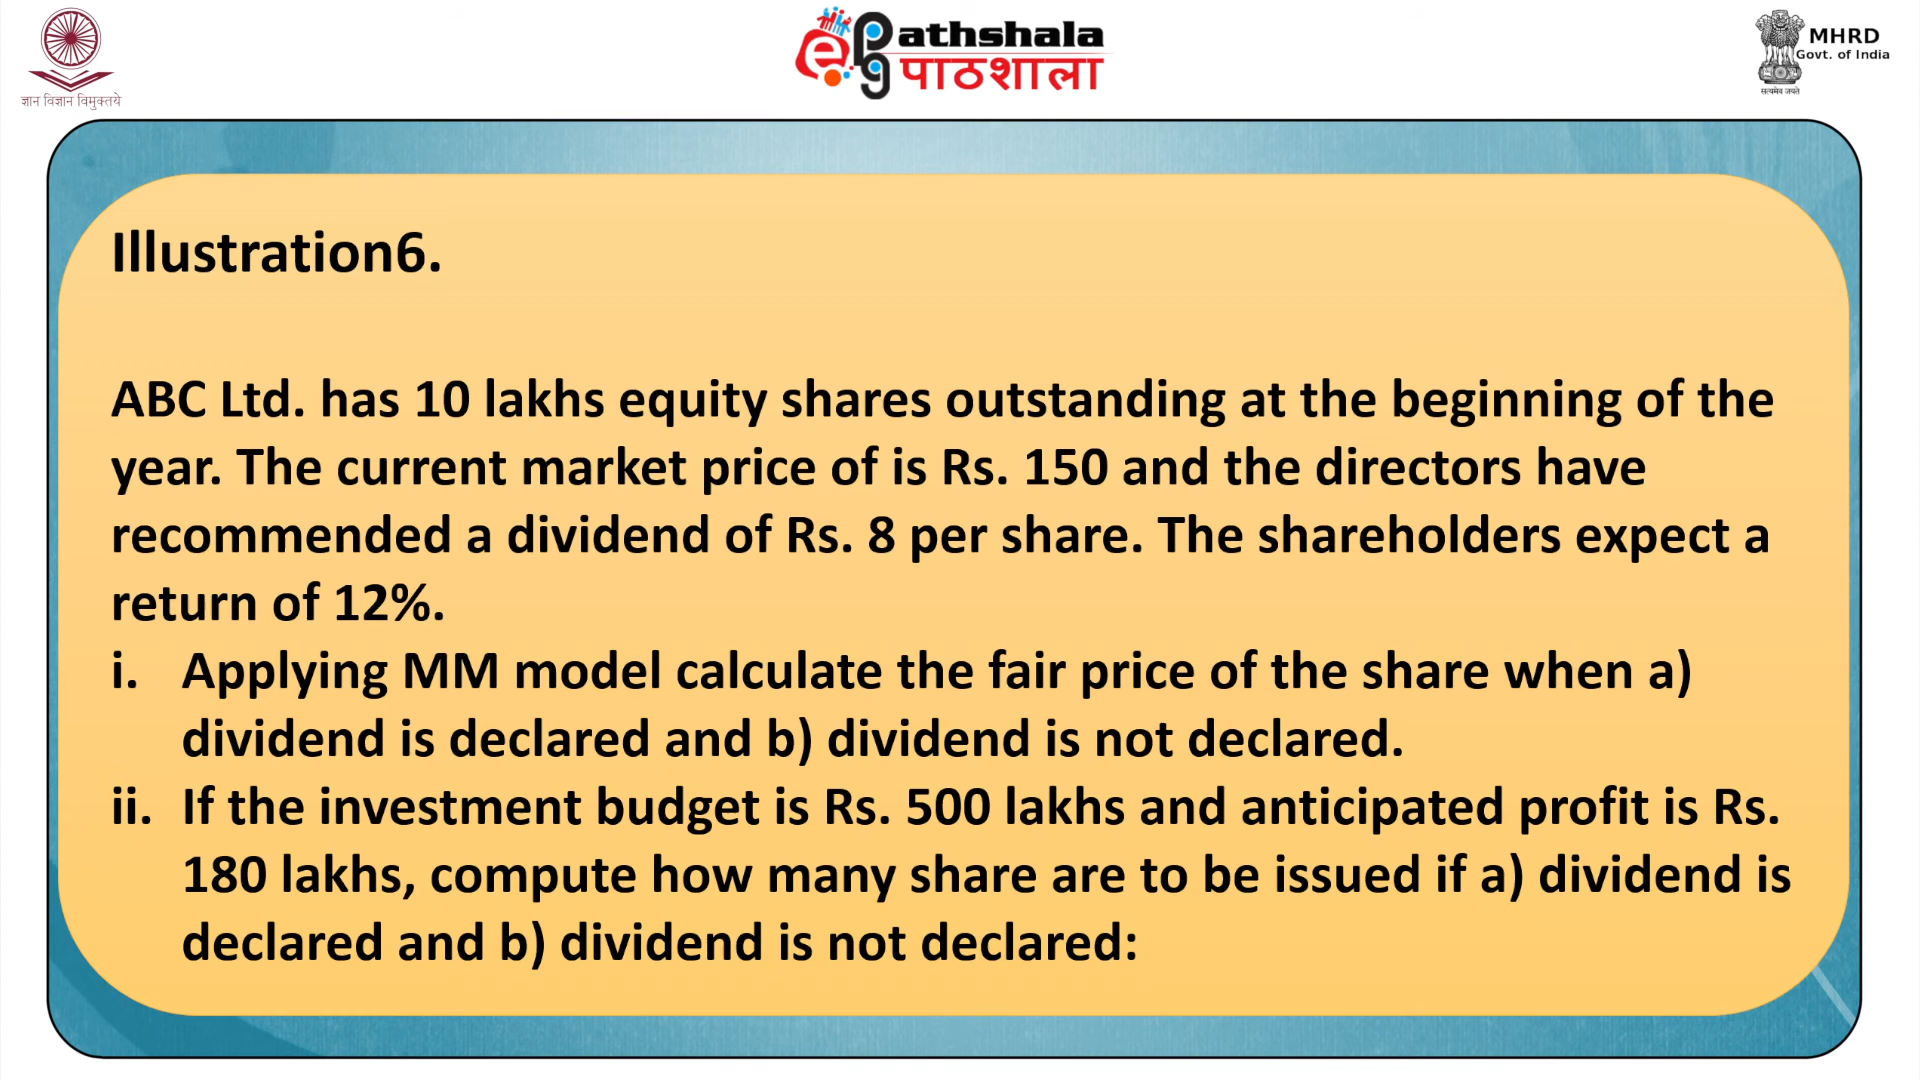 ज्ञान विज्ञान विमुक्तये
ePathshala
पाठशाला
MHRD
Govt. of India
सत्यमेव जयते
Illustration6.
ABC Ltd. has 10 lakhs equity shares outstanding at the beginning of the
year. The current market price of is Rs. 150 and the directors have
recommended a dividend of Rs. 8 per share. The shareholders expect a
return of 12%.
i. Applying MM model calculate the fair price of the share when a)
dividend is declared and b) dividend is not declared.
ii. If the investment budget is Rs. 500 lakhs and anticipated profit is Rs.
180 lakhs, compute how many share are to be issued if a) dividend is
declared and b) dividend is not declared: